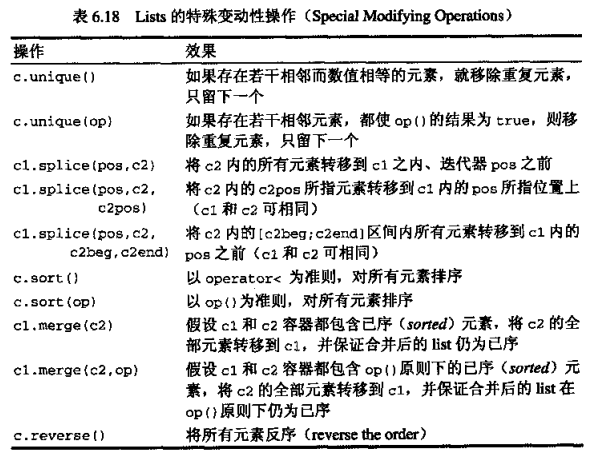 表 6.18 Lists 的特殊变动性操作（Special Modifying Operations）
操作 效果
c.unique() 如果存在若干相邻而数值相等的元素，就移除重复元素，
只留下一个
c.unique(op) 如果存在若干相邻元素，都使 op()的结果为 true，则移
除重复元素，只留下一个
c1.splice(pos,c2) 将 c2 内的所有元素转移到 c1 之内、迭代器 pos 之前
c1.splice(pos,c2, 将 c2 内的 c2pos 所指元素转移到 c1 内的 pos 所指位置上
c2pos) （c1 和 c2 可相同）
c1.splice(pos,c2, 将 c2 内的[c2beg;c2end]区间内所有元素转移到 c1 内的
c2beg,c2end) pos 之前（c1 和 c2 可相同）
c.sort() 以 operator< 为准则，对所有元素排序
c.sort(op) 以 op()为准则，对所有元素排序
c1.merge(c2) 假设 c1 和 c2 容器都包含已序（sorted）元素，将 c2 的全
部元素转移到 c1，并保证合并后的 list 仍为已序
c1.merge(c2,op) 假设 c1 和 c2 容器都包含 op()原则下的已序（sorted）元
素，将 c2 的全部元素转移到 c1，并保证合并后的 list 在
op()原则下仍为已序
c.reverse() 将所有元素反序（reverse the order）